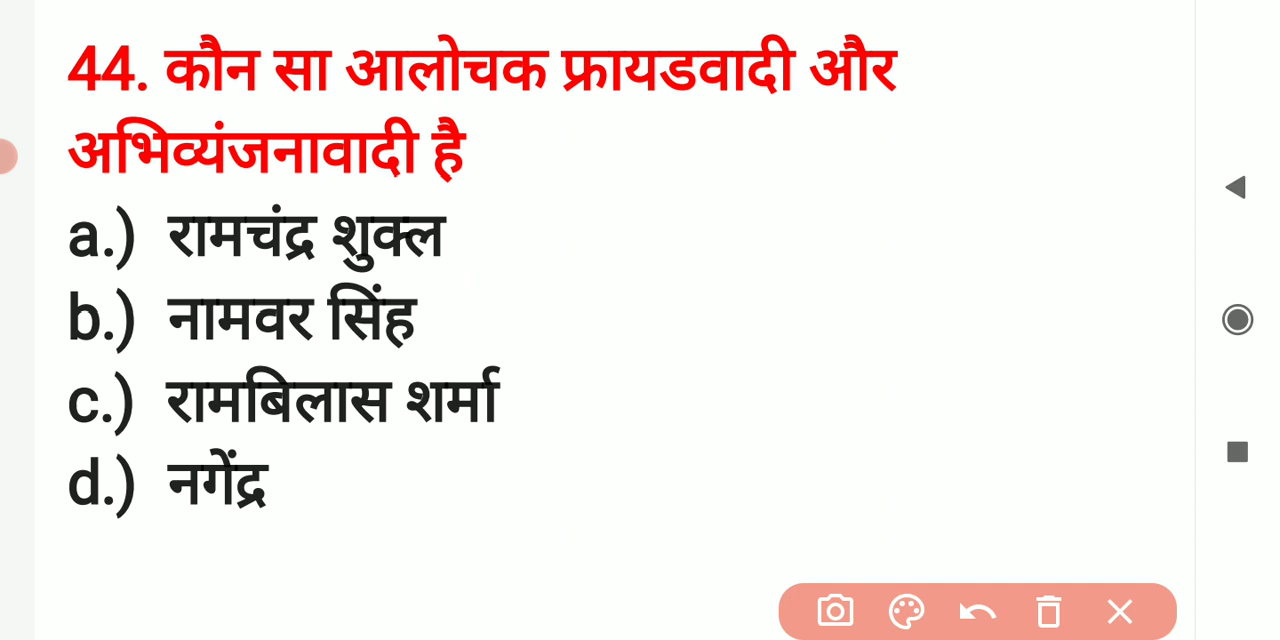 44. कौन सा आलोचक फ्रायडवादी और
अभिव्यंजनावादी है
a.) रामचंद्र शुक्ल
b.) नामवर सिंह
c.) रामबिलास शर्मा
d.) नगेंद्र